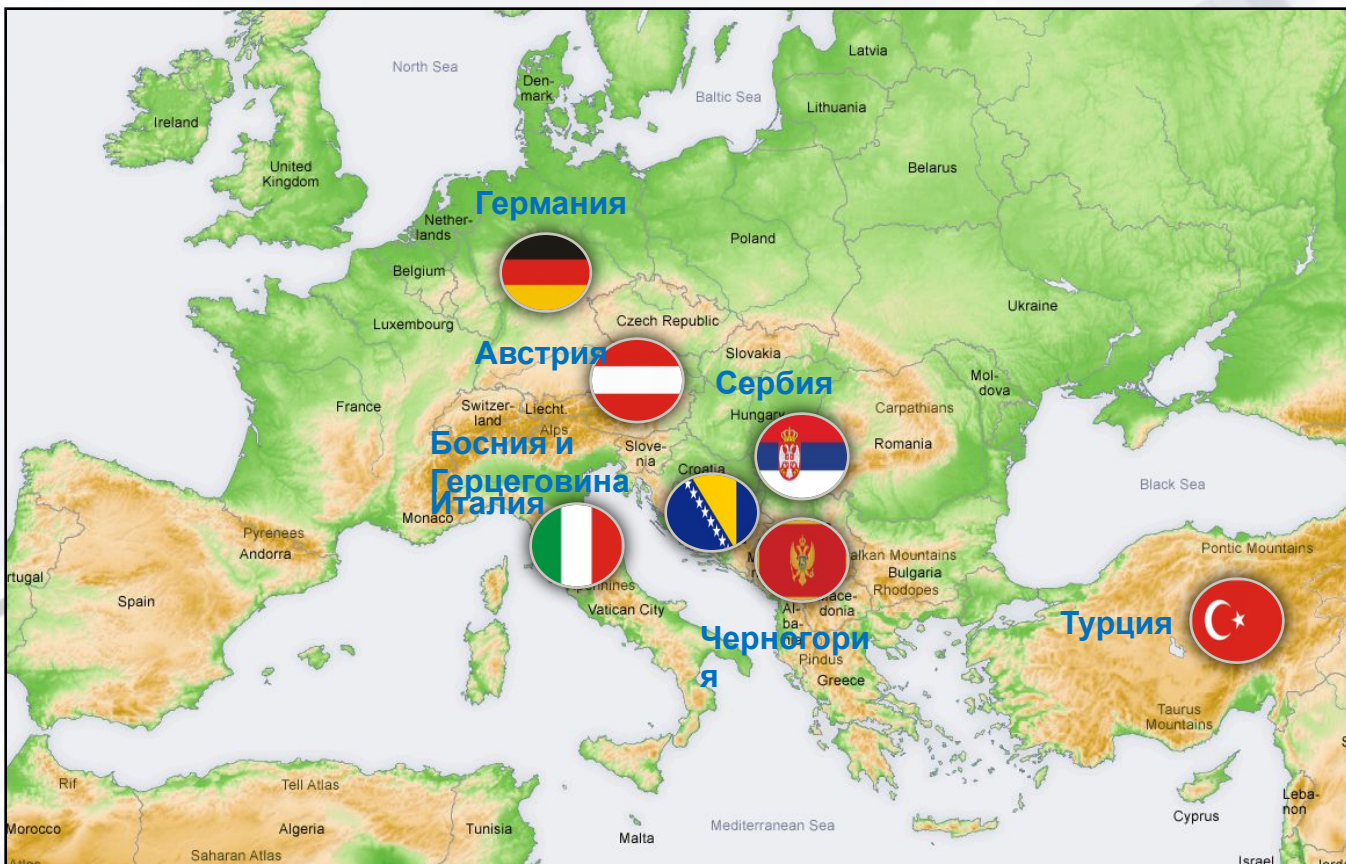 Latvia
North Sea
Den-
mark
Baltic Sea
Lithuania
Ireland
United
Kingdom
Belarus
Германия
Nether-
lands
Poland
Belgium
Ukraine
Luxembourg
Czech Republic
Австрия
Slovakia
Сербия
Mol-
dova
France
Switzer-
land
Liecht.
Hungary
Carpathians
Alps
Босния и
Герцеговина
Slove-
nia
Romania
Croatia
Италия
Black Sea
Monaco
Pyrenees
Andorra
alkan Mountains
Bulgaria
Rhodopes
Pontic Mountains
rtugal
Spain
Vatican City
ace-
donia
Al-
ba-
nia
Турция
Черногори
я
Pindus
Greece
Taurus
Mountains
Rif
Tell Atlas
Leba-
non
Cyprus
Morocco
Algeria
Tunisia
Malta
Mediterranean Sea
Saharan Atlas
Israel